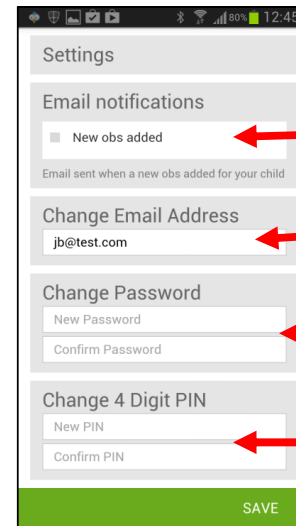 80% 12:45
Settings
Email notifications
New obs added
Email sent when a new obs added for your child
Change Email Address
jb@test.com
Change Password
New Password
Confirm Password
Change 4 Digit PIN
New PIN
Confirm PIN
SAVE